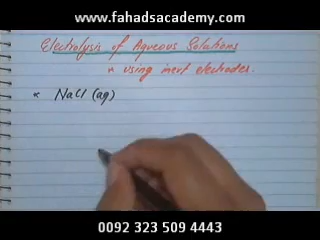 www.fahadsacademy.com
Electrolysis of Aqueous Solutions
* using inert electrodes.
* NaCl (aq)
0092 323 509 4443